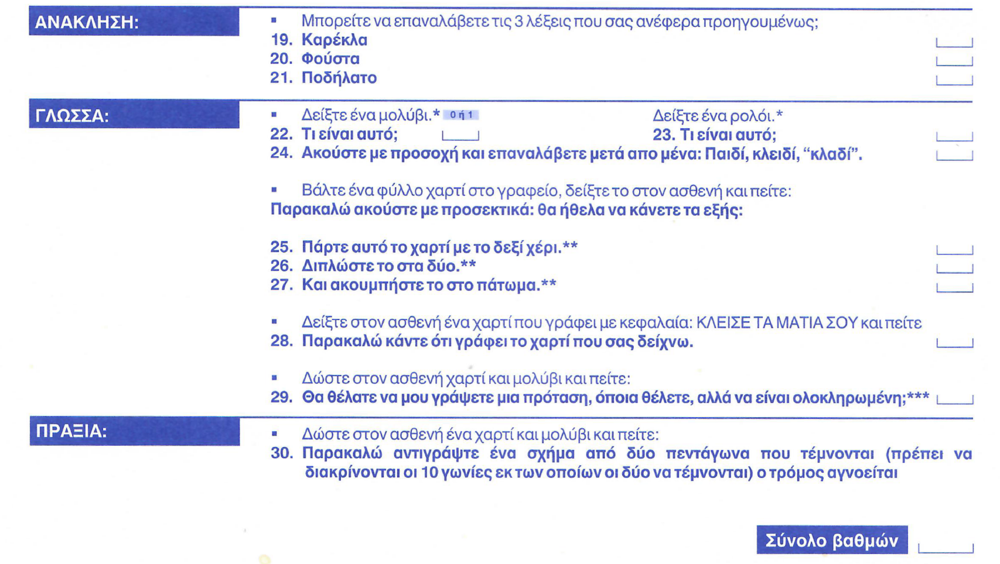 ΑΝΑΚΛΗΣΗ:
▪ Μπορείτε να επαναλάβετε τις 3 λέξεις που σας ανέφερα προηγουμένως;
19. Καρέκλα
20. Φούστα
21. Ποδήλατο
ΓΛΩΣΣΑ:
▪ Δείξτε ένα μολύβι.* 0 ή 1 Δείξτε ένα ρολόι.*
22. Τι είναι αυτό; 23. Τι είναι αυτό;
24. Ακούστε με προσοχή και επαναλάβετε μετά απο μένα: Παιδί, κλειδί, “κλαδί”.
▪ Βάλτε ένα φύλλο χαρτί στο γραφείο, δείξτε το στον ασθενή και πείτε:
Παρακαλώ ακούστε με προσεκτικά: θα ήθελα να κάνετε τα εξής:
25. Πάρτε αυτό το χαρτί με το δεξί χέρι.**
26. Διπλώστε το στα δύο.**
27. Και ακουμπήστε το στο πάτωμα.**
▪ Δείξτε στον ασθενή ένα χαρτί που γράφει με κεφαλαία: ΚΛΕΙΣΕ ΤΑ ΜΑΤΙΑ ΣΟΥ και πείτε
28. Παρακαλώ κάντε ότι γράφει το χαρτί που σας δείχνω.
▪ Δώστε στον ασθενή χαρτί και μολύβι και πείτε:
29. Θα θέλατε να μου γράψετε μια πρόταση, όποια θέλετε, αλλά να είναι ολοκληρωμένη;***
ΠΡΑΞΙΑ:
▪ Δώστε στον ασθενή ένα χαρτί και μολύβι και πείτε:
30. Παρακαλώ αντιγράψτε ένα σχήμα από δύο πεντάγωνα που τέμνονται (πρέπει να
διακρίνονται οι 10 γωνίες εκ των οποίων οι δύο να τέμνονται) ο τρόμος αγνοείται
Σύνολο βαθμών